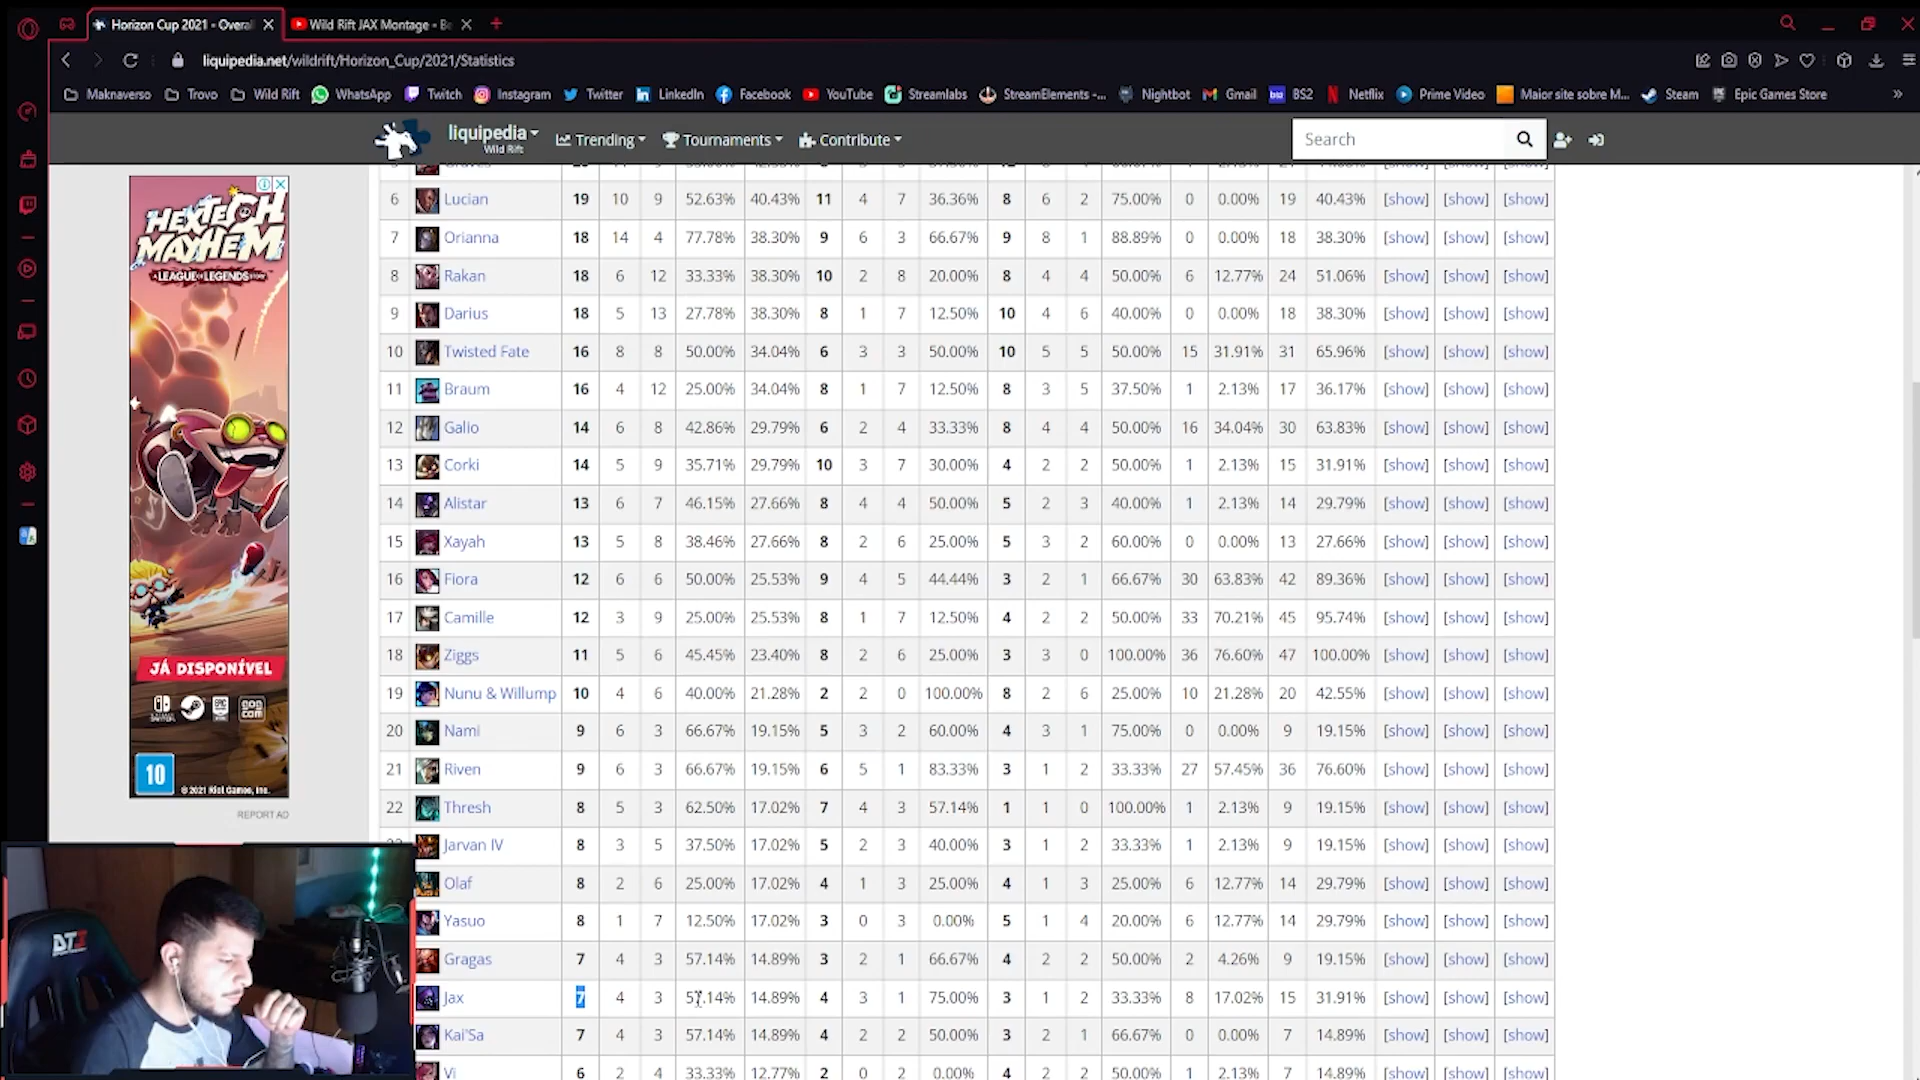 Horizon Cup 2021 - Overal
Wild Rift JAX Montage - Be
liquipedia.net/wildrift/Horizon_Cup/2021/Statistics
Maknaverso Trovo Wild Rift WhatsApp Twitch Instagram Twitter LinkedIn Facebook YouTube Streamlabs StreamElements -... Nightbot Gmail BS2 Netflix Prime Video Maior site sobre M... Steam Epic Games Store
liquipedia
Wild Rift
Trending Tournaments Contribute Search
6 Lucian 19 10 9 52.63% 40.43% 11 4 7 36.36% 8 6 2 75.00% 0 0.00% 19 40.43% [show] [show] [show]
7 Orianna 18 14 4 77.78% 38.30% 9 6 3 66.67% 9 8 1 88.89% 0 0.00% 18 38.30% [show] [show] [show]
8 Rakan 18 6 12 33.33% 38.30% 10 2 8 20.00% 8 4 4 50.00% 6 12.77% 24 51.06% [show] [show] [show]
9 Darius 18 5 13 27.78% 38.30% 8 1 7 12.50% 10 4 6 40.00% 0 0.00% 18 38.30% [show] [show] [show]
10 Twisted Fate 16 8 8 50.00% 34.04% 6 3 3 50.00% 10 5 5 50.00% 15 31.91% 31 65.96% [show] [show] [show]
11 Braum 16 4 12 25.00% 34.04% 8 1 7 12.50% 8 3 5 37.50% 1 2.13% 17 36.17% [show] [show] [show]
12 Galio 14 6 8 42.86% 29.79% 6 2 4 33.33% 8 4 4 50.00% 16 34.04% 30 63.83% [show] [show] [show]
13 Corki 14 5 9 35.71% 29.79% 10 3 7 30.00% 4 2 2 50.00% 1 2.13% 15 31.91% [show] [show] [show]
14 Alistar 13 6 7 46.15% 27.66% 8 4 4 50.00% 5 2 3 40.00% 1 2.13% 14 29.79% [show] [show] [show]
15 Xayah 13 5 8 38.46% 27.66% 8 2 6 25.00% 5 3 2 60.00% 0 0.00% 13 27.66% [show] [show] [show]
16 Fiora 12 6 6 50.00% 25.53% 9 4 5 44.44% 3 2 1 66.67% 30 63.83% 42 89.36% [show] [show] [show]
17 Camille 12 3 9 25.00% 25.53% 8 1 7 12.50% 4 2 2 50.00% 33 70.21% 45 95.74% [show] [show] [show]
18 Ziggs 11 5 6 45.45% 23.40% 8 2 6 25.00% 3 3 0 100.00% 36 76.60% 47 100.00% [show] [show] [show]
19 Nunu & Willump 10 4 6 40.00% 21.28% 2 2 0 100.00% 8 2 6 25.00% 10 21.28% 20 42.55% [show] [show] [show]
20 Nami 9 6 3 66.67% 19.15% 5 3 2 60.00% 4 3 1 75.00% 0 0.00% 9 19.15% [show] [show] [show]
21 Riven 9 6 3 66.67% 19.15% 6 5 1 83.33% 3 1 2 33.33% 27 57.45% 36 76.60% [show] [show] [show]
22 Thresh 8 5 3 62.50% 17.02% 7 4 3 57.14% 1 1 0 100.00% 1 2.13% 9 19.15% [show] [show] [show]
Jarvan IV 8 3 5 37.50% 17.02% 5 2 3 40.00% 3 1 2 33.33% 1 2.13% 9 19.15% [show] [show] [show]
Olaf 8 2 6 25.00% 17.02% 4 1 3 25.00% 4 1 3 25.00% 6 12.77% 14 29.79% [show] [show] [show]
Yasuo 8 1 7 12.50% 17.02% 3 0 3 0.00% 5 1 4 20.00% 6 12.77% 14 29.79% [show] [show] [show]
Gragas 7 4 3 57.14% 14.89% 3 2 1 66.67% 4 2 2 50.00% 2 4.26% 9 19.15% [show] [show] [show]
Jax 7 4 3 57.14% 14.89% 4 3 1 75.00% 3 1 2 33.33% 8 17.02% 15 31.91% [show] [show] [show]
Kai'Sa 7 4 3 57.14% 14.89% 4 2 2 50.00% 3 2 1 66.67% 0 0.00% 7 14.89% [show] [show] [show]
Vi 6 2 4 33.33% 12.77% 2 0 2 0.00% 4 2 2 50.00% 1 2.13% 7 14.89% [show] [show] [show]
HEXTECH
MAYHEM
A LEAGUE OF LEGENDS STORY
JÁ DISPONÍVEL
10
© 2021 Riot Games, Inc.
REPORT AD